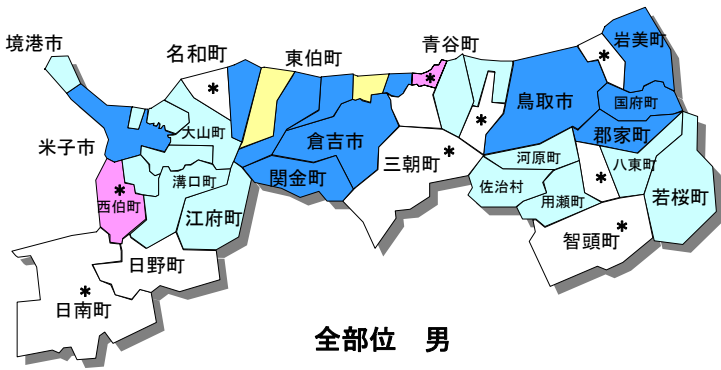 境港市
名和町
東伯町
青谷町
岩美町
*
*
*
鳥取市
国府町
米子市
大山町
倉吉市
*
郡家町
三朝町
*
河原町
八東町
溝口町
関金町
*
*
西伯町
佐治村
用瀬町
若桜町
江府町
*
智頭町
日野町
*
日南町
全部位 男